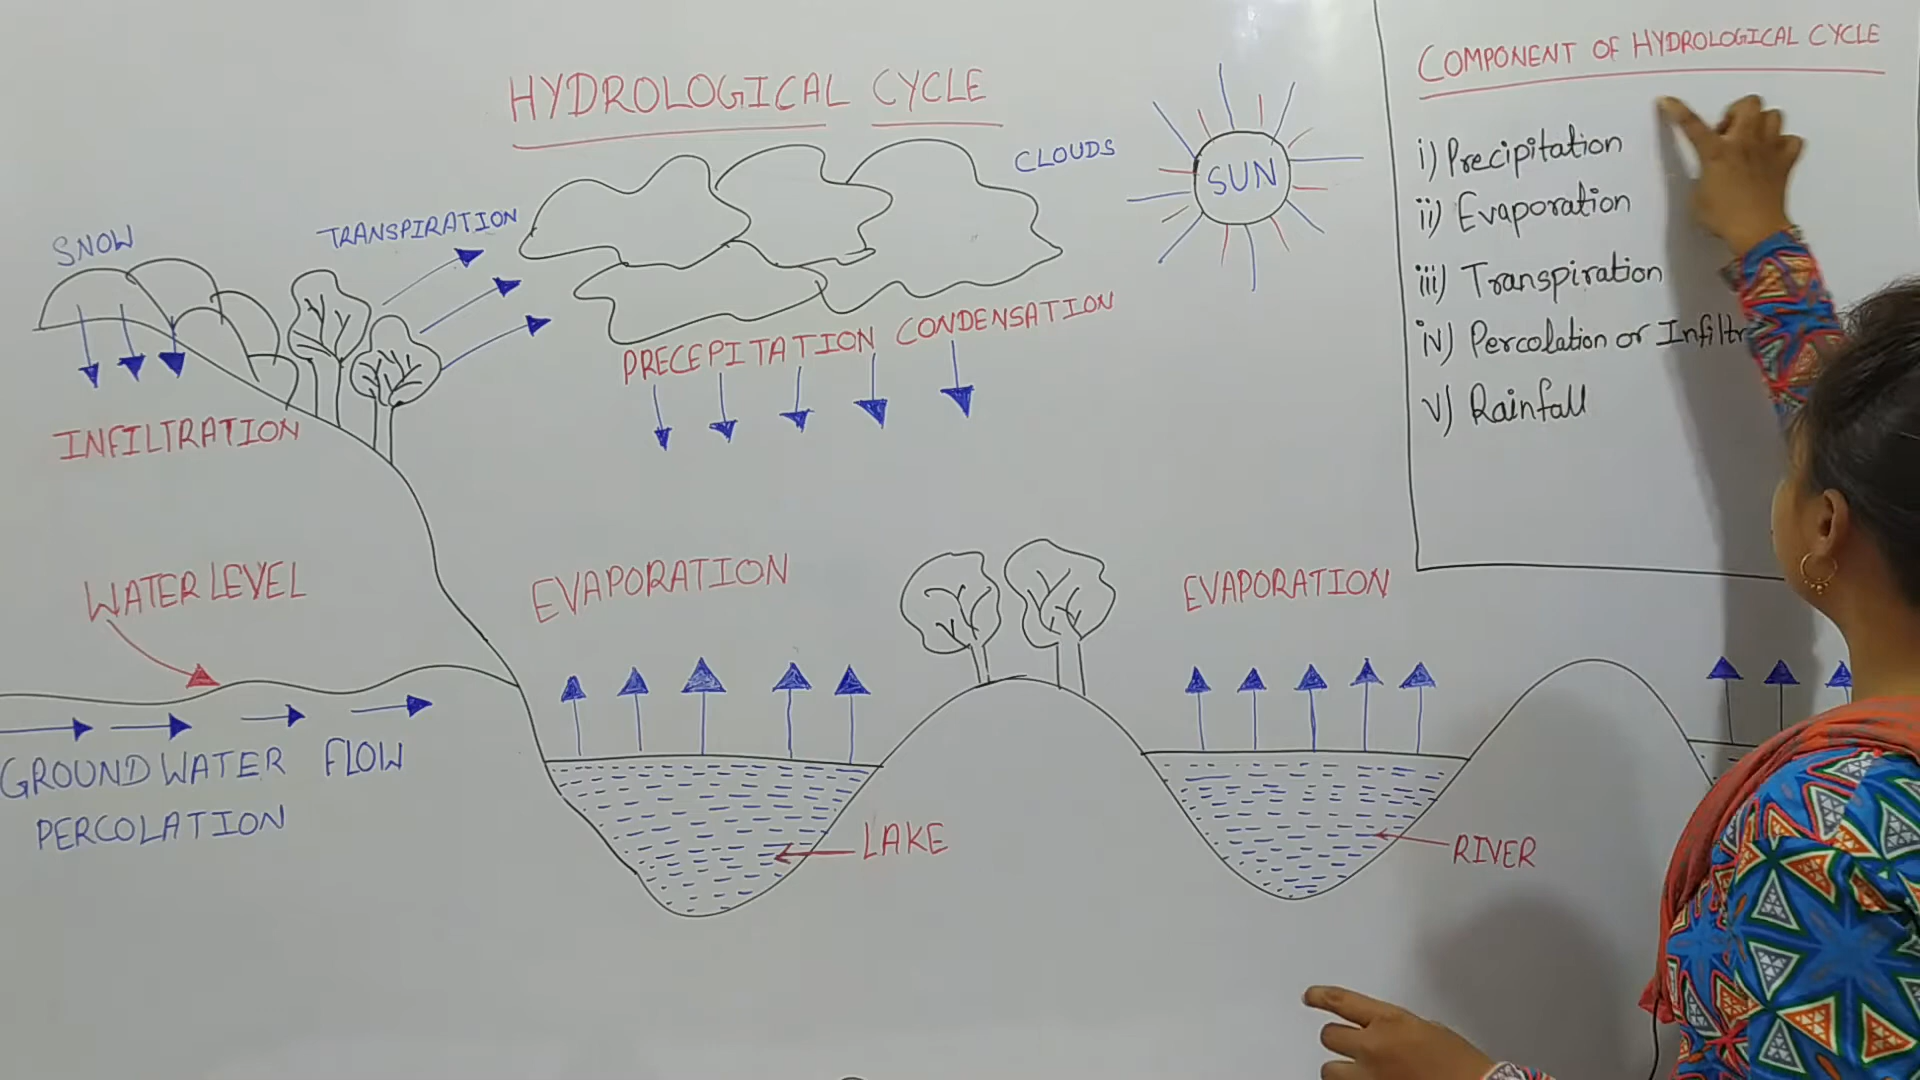 HYDROLOGICAL CYCLE
CLOUDS
SUN
SNOW
TRANSPIRATION
PRECEPITATION CONDENSATION
INFILTRATION
WATER LEVEL
EVAPORATION
EVAPORATION
GROUND WATER FLOW
PERCOLATION
LAKE
RIVER
COMPONENT OF HYDROLOGICAL CYCLE
i) Precipitation
ii) Evaporation
iii) Transpiration
iv) Percolation or Infiltr
v) Rainfall